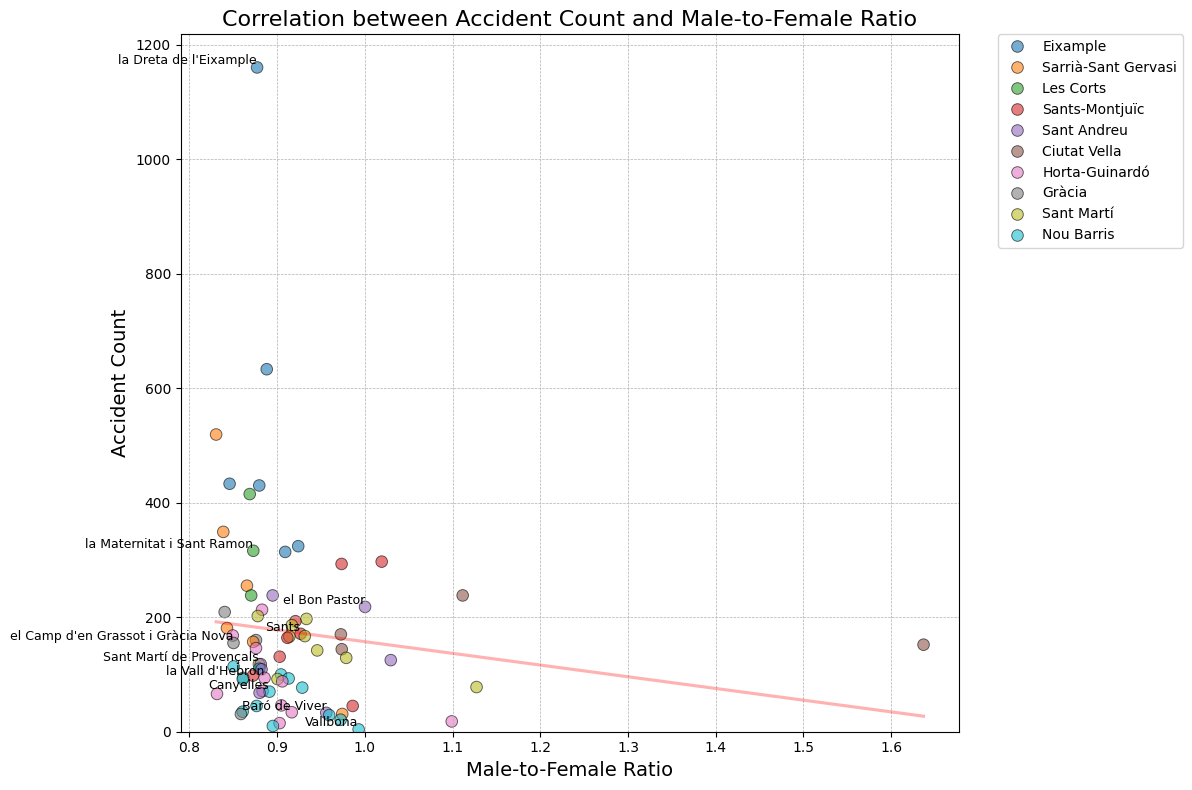 Correlation between Accident Count and Male-to-Female Ratio
1200
1000
800
600
400
200
0
Accident Count
la Dreta de l'Eixample
la Maternitat i Sant Ramon
el Bon Pastor
Sants
el Camp d'en Grassot i Gràcia Nova
Sant Martí de Provençals
la Vall d'Hebron
Canyelles
Baró de Viver
Vallbona
0.8 0.9 1.0 1.1 1.2 1.3 1.4 1.5 1.6
Male-to-Female Ratio
Eixample
Sarrià-Sant Gervasi
Les Corts
Sants-Montjuïc
Sant Andreu
Ciutat Vella
Horta-Guinardó
Gràcia
Sant Martí
Nou Barris